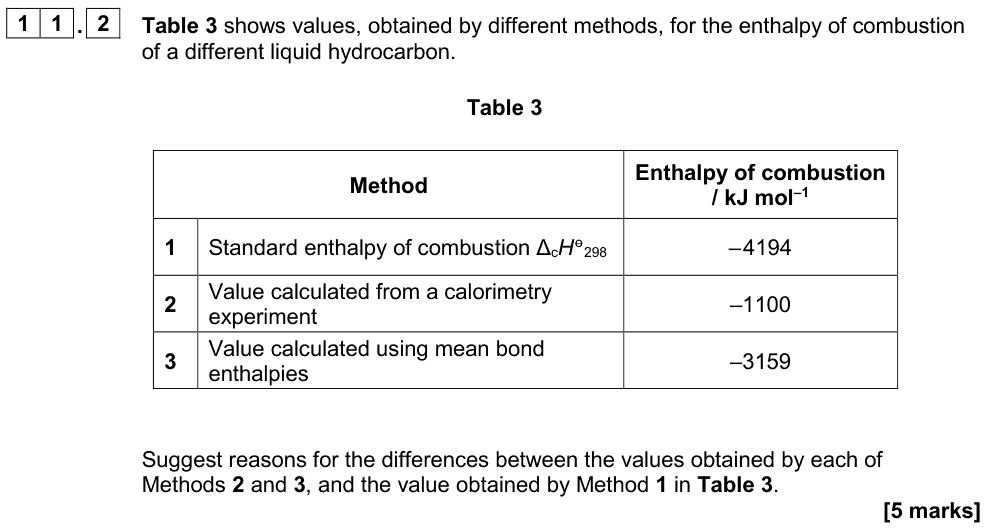 11.2 Table 3 shows values, obtained by different methods, for the enthalpy of combustion
of a different liquid hydrocarbon.
Table 3
Method
Enthalpy of combustion
/ kJ mol⁻¹
1 Standard enthalpy of combustion ΔcHᶱ298 –4194
2 Value calculated from a calorimetry
experiment –1100
3 Value calculated using mean bond
enthalpies –3159
Suggest reasons for the differences between the values obtained by each of
Methods 2 and 3, and the value obtained by Method 1 in Table 3.
[5 marks]